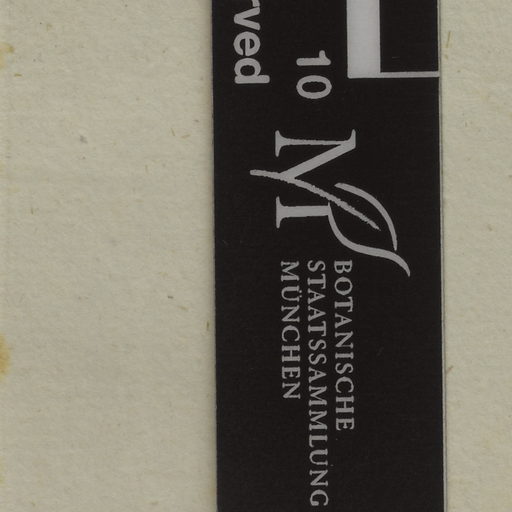 10
rved
BOTANISCHE
STAATSSAMMLUNG
MÜNCHEN